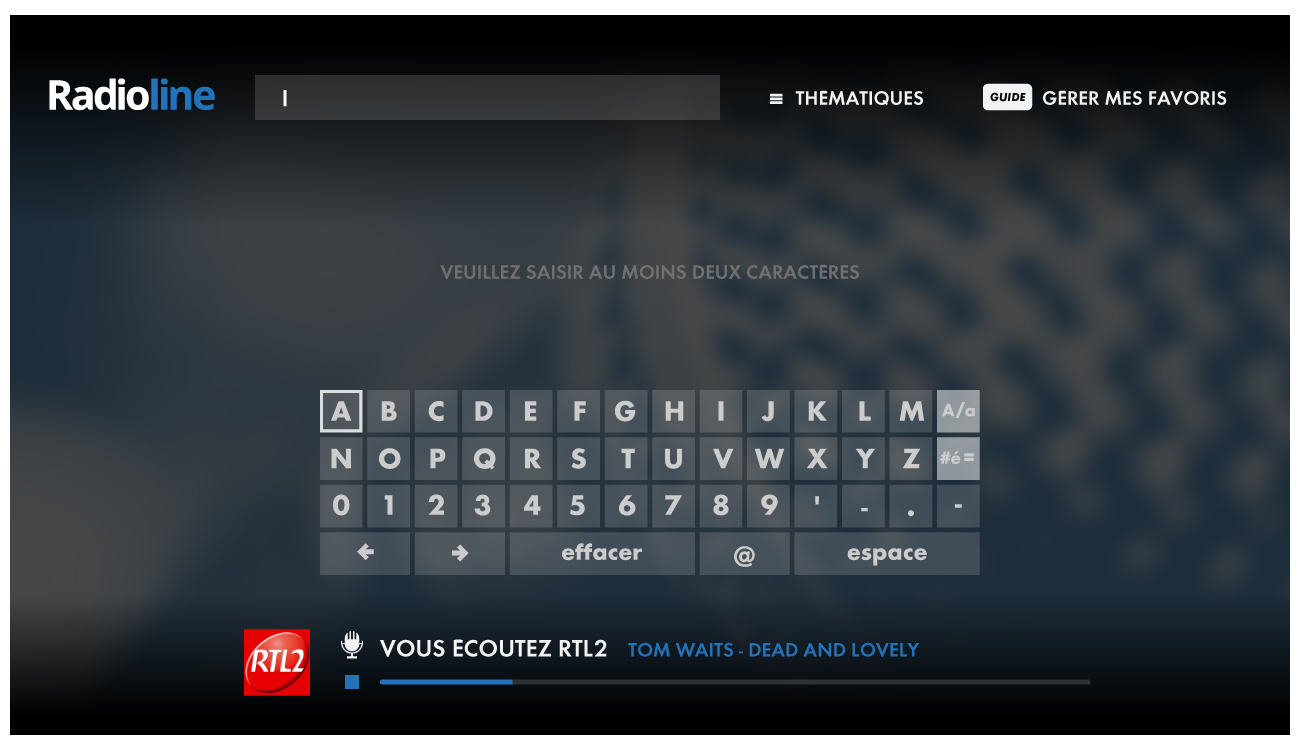 Radioline
THEMATIQUES
GUIDE GERER MES FAVORIS
VEUILLEZ SAISIR AU MOINS DEUX CARACTERES
A B C D E F G H I J K L M A/a
N O P Q R S T U V W X Y Z #é=
0 1 2 3 4 5 6 7 8 9 ' - . -
← → effacer @ espace
RTL2
VOUS ECOUTEZ RTL2 TOM WAITS - DEAD AND LOVELY